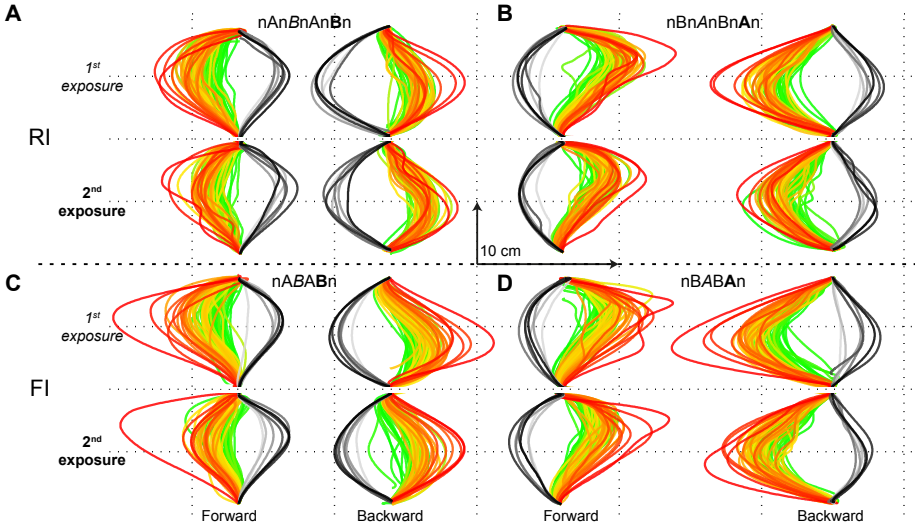 A nAnBnAnBn
B nBnAnBnAn
1st exposure
RI
2nd exposure
10 cm
C nABABn
D nBABAn
1st exposure
FI
2nd exposure
Forward Backward Forward Backward